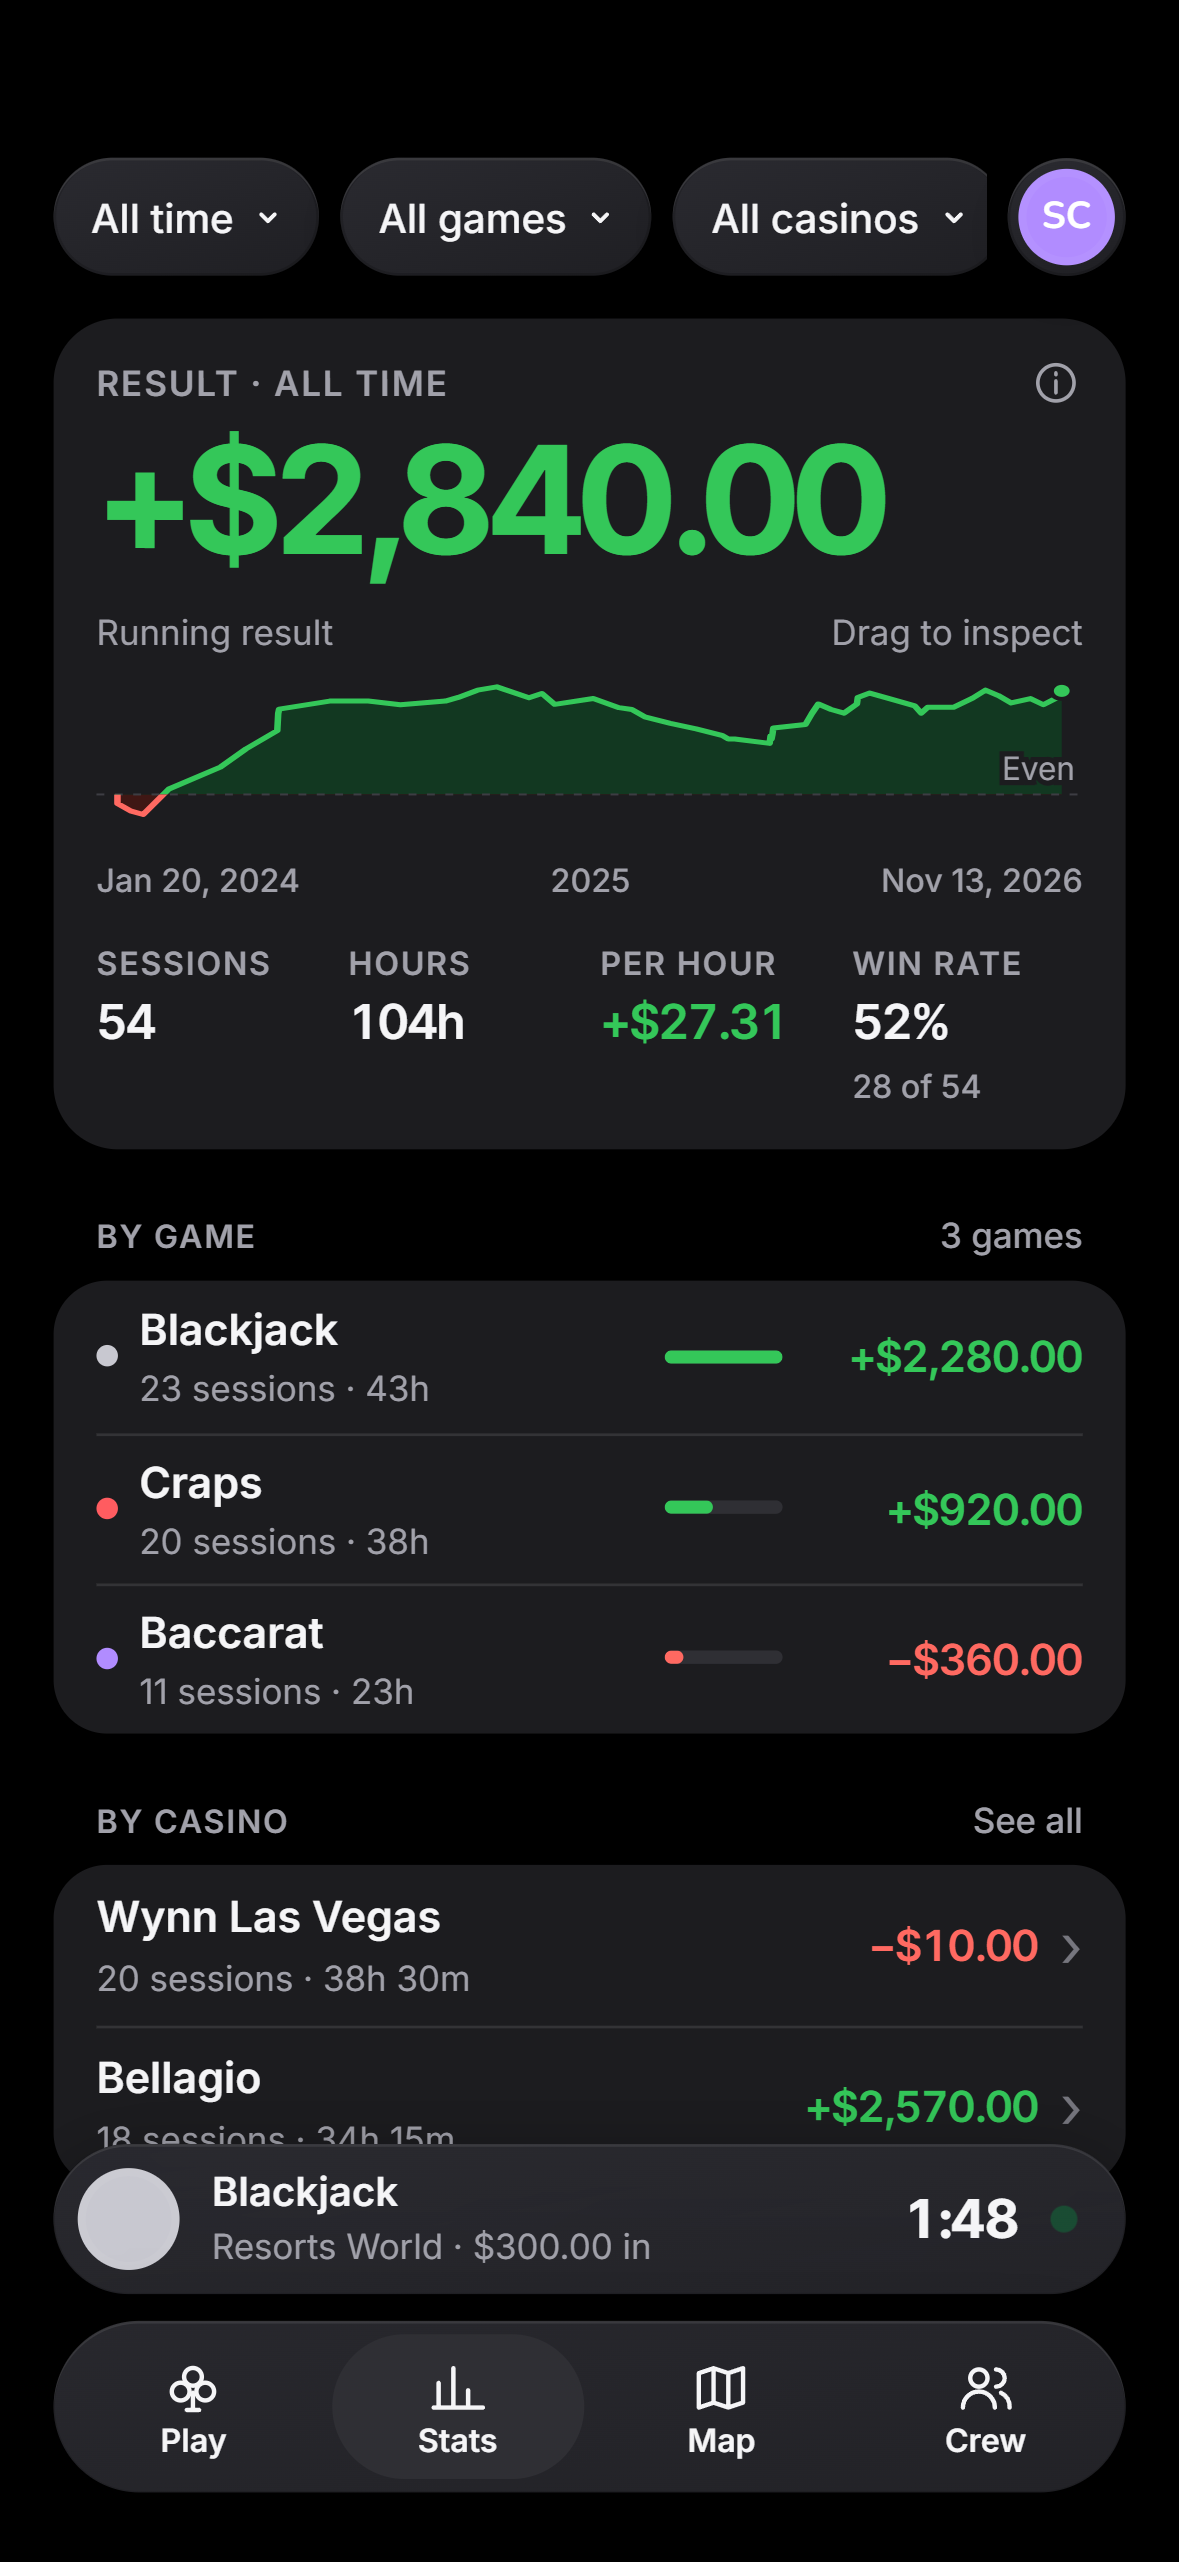 All time
All games
All casinos
SC
RESULT · ALL TIME
+$2,840.00
Running result
Drag to inspect
Even
Jan 20, 2024
2025
Nov 13, 2026
SESSIONS
HOURS
PER HOUR
WIN RATE
54
104h
+$27.31
52%
28 of 54
BY GAME
3 games
Blackjack
23 sessions · 43h
+$2,280.00
Craps
20 sessions · 38h
+$920.00
Baccarat
11 sessions · 23h
−$360.00
BY CASINO
See all
Wynn Las Vegas
20 sessions · 38h 30m
−$10.00
Bellagio
18 sessions · 34h 15m
+$2,570.00
Blackjack
Resorts World · $300.00 in
1:48
Play
Stats
Map
Crew